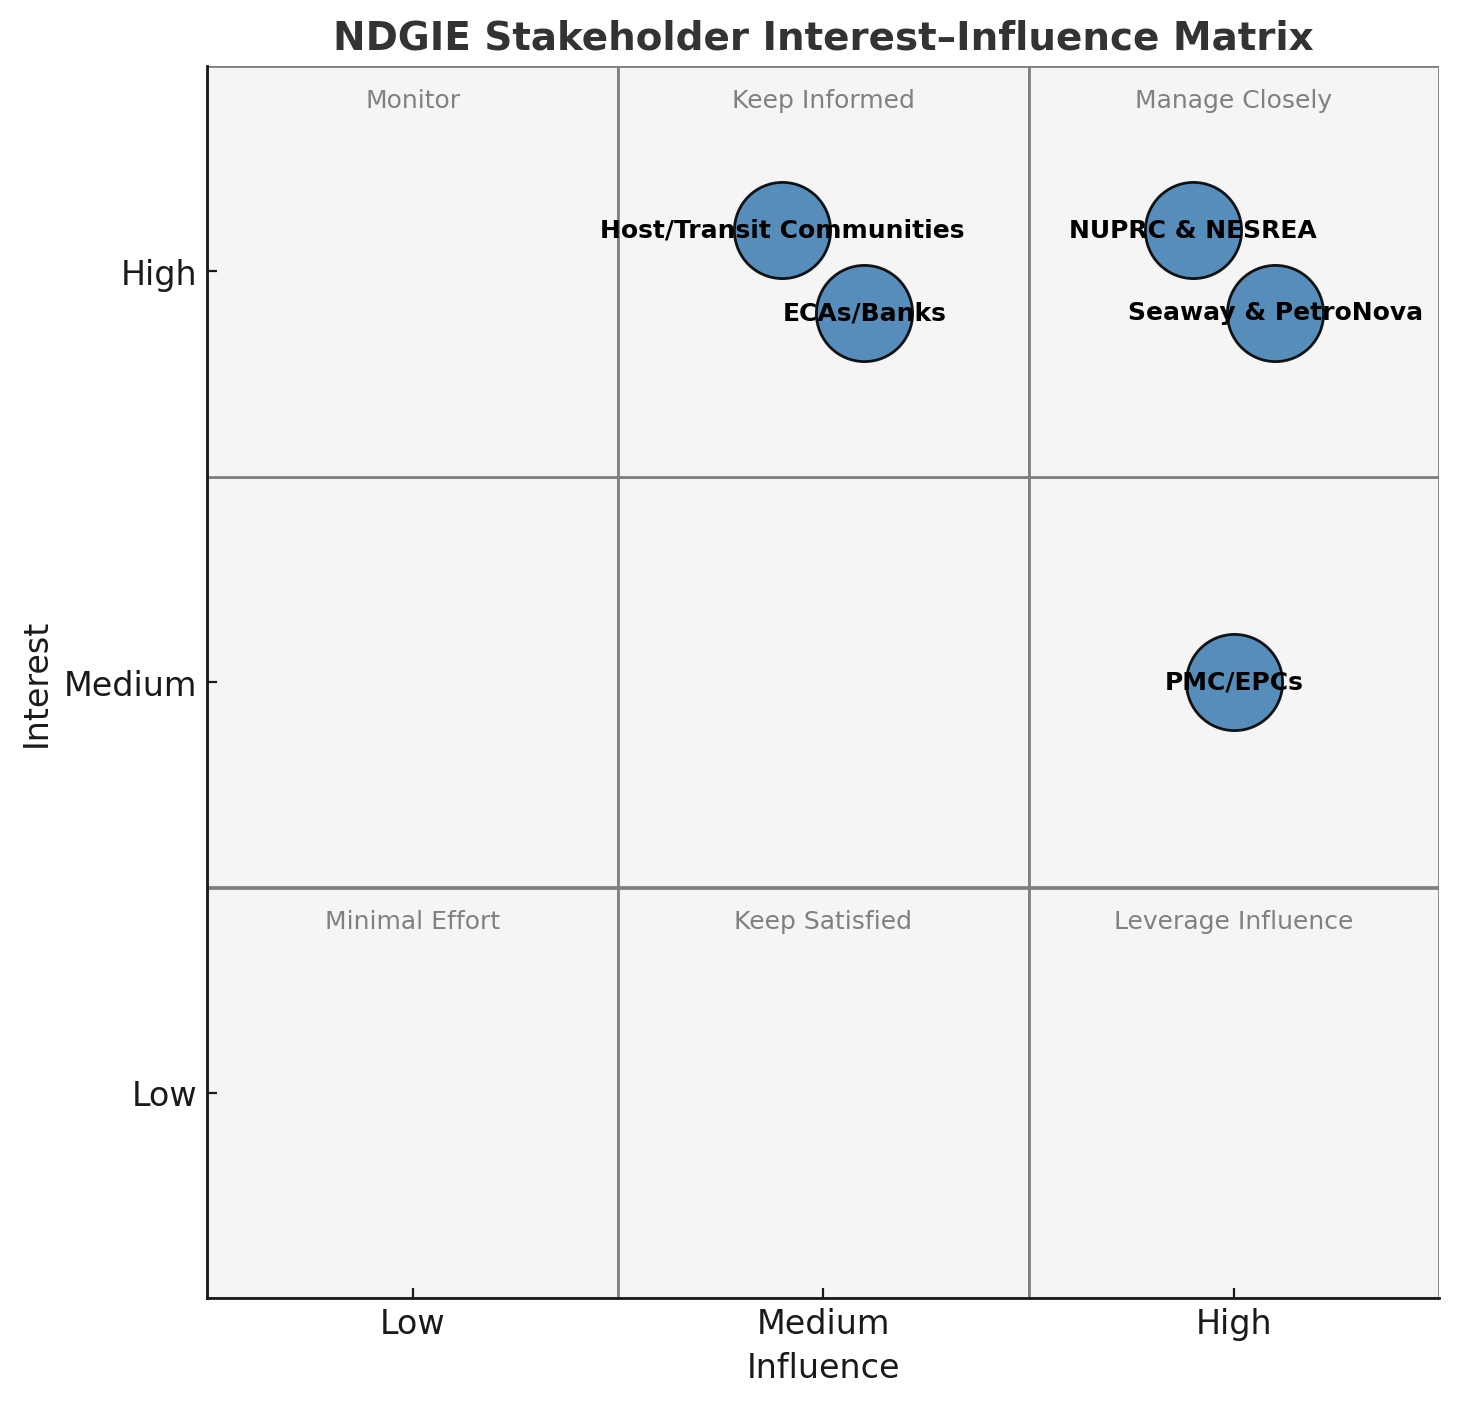 NDGIE Stakeholder Interest–Influence Matrix
Monitor
Keep Informed
Manage Closely
Host/Transit Communities
NUPRC & NESREA
ECAs/Banks
Seaway & PetroNova
High
Medium
PMC/EPCs
Interest
Minimal Effort
Keep Satisfied
Leverage Influence
Low
Low
Medium
High
Influence